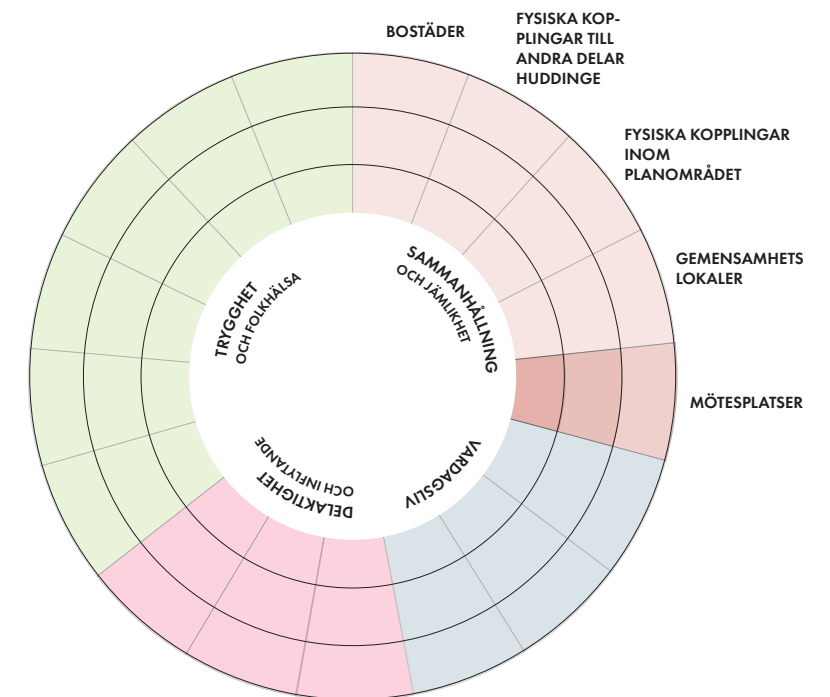 BOSTÄDER
FYSISKA KOP-
PLINGAR TILL
ANDRA DELAR
HUDDINGE
FYSISKA KOPPLINGAR
INOM
PLANOMRÅDET
GEMENSAMHETS
LOKALER
MÖTESPLATSER
SAMMANHÅLLNING
OCH JÄMLIKHET
VARDAGSLIV
DELAKTIGHET
OCH INFLYTANDE
TRYGGHET
OCH FOLKHÄLSA